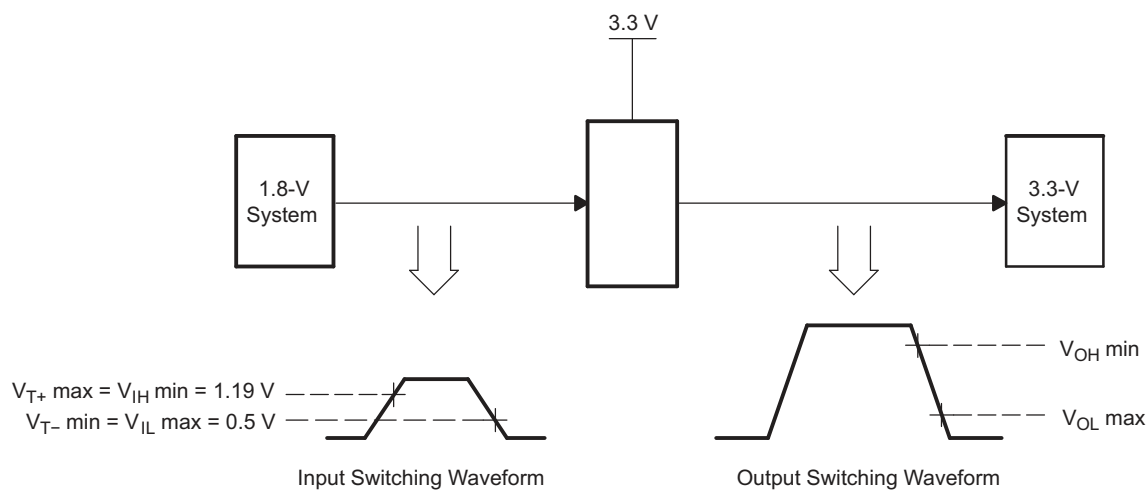 3.3 V
1.8-V
System
3.3-V
System
V_T+ max = V_IH min = 1.19 V
V_T− min = V_IL max = 0.5 V
V_OH min
V_OL max
Input Switching Waveform
Output Switching Waveform